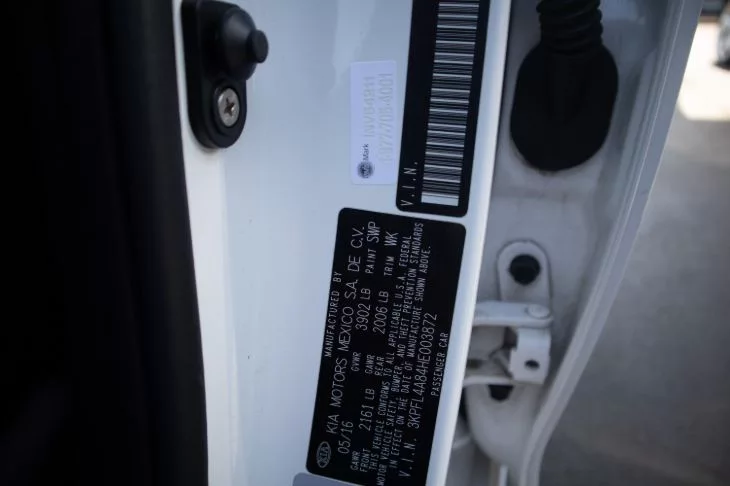 V.I.N.
Mark
MANUFACTURED BY
KIA KIA MOTORS MEXICO S.A. DE C.V.
05/16 GVWR 3902 LB PAINT SWP
GAWR FRONT 2161 LB GAWR REAR 2006 LB TRIM WK
THIS VEHICLE CONFORMS TO ALL APPLICABLE U.S.A. FEDERAL
MOTOR VEHICLE SAFETY, BUMPER, AND THEFT PREVENTION STANDARDS
IN EFFECT ON THE DATE OF MANUFACTURE SHOWN ABOVE.
V.I.N. 3KPFL4A84HE003872
PASSENGER CAR